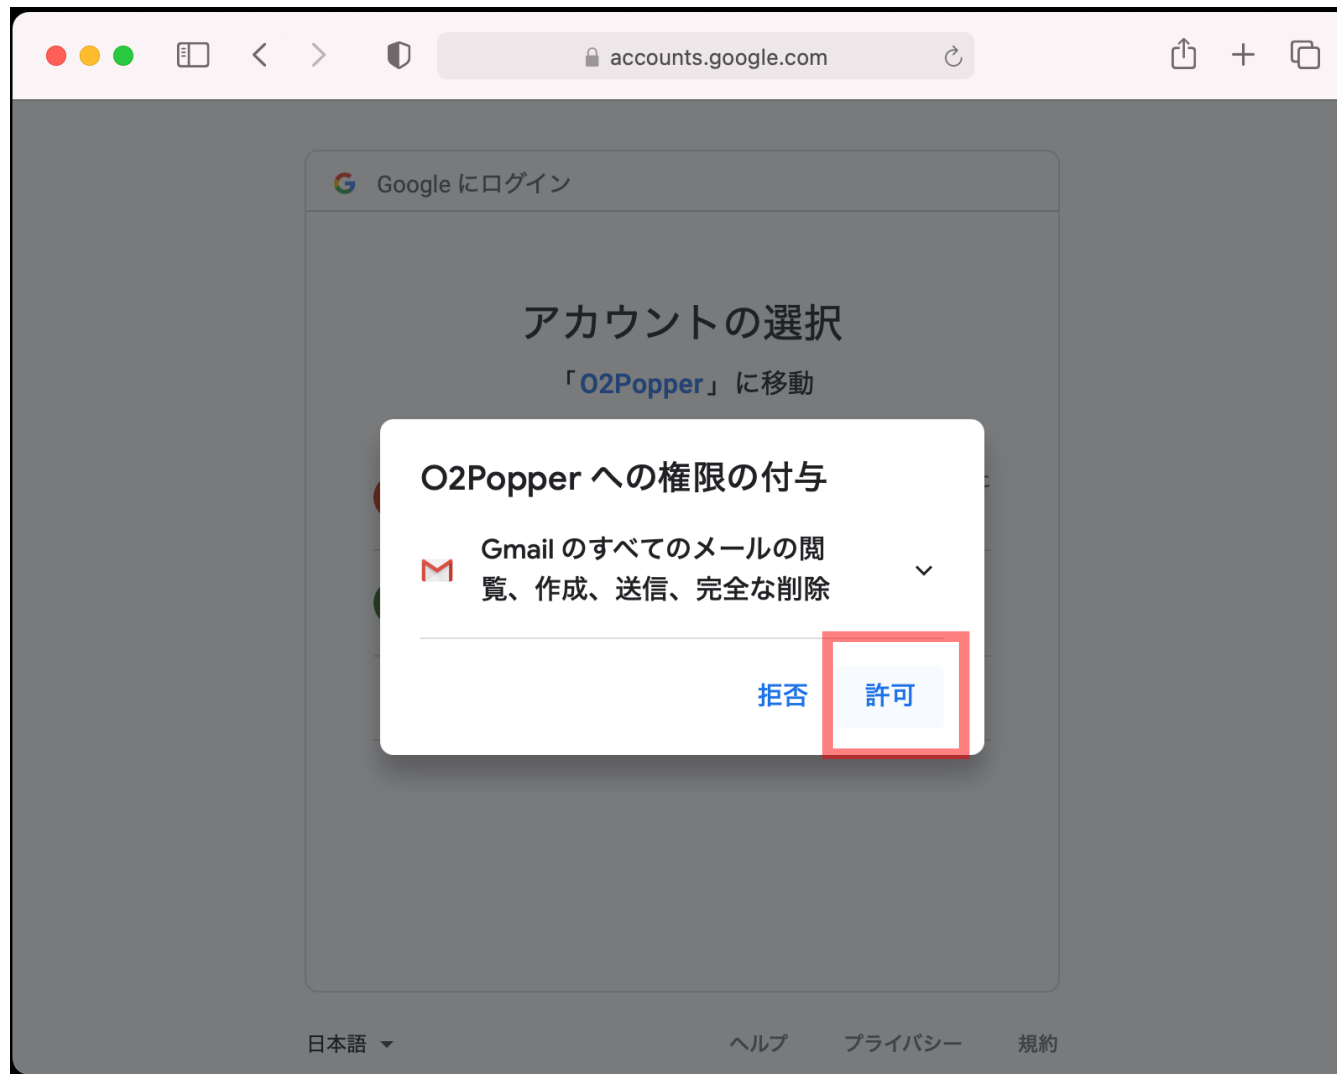 accounts.google.com
Google にログイン
アカウントの選択
「O2Popper」に移動
O2Popper への権限の付与
Gmail のすべてのメールの閲
覧、作成、送信、完全な削除
拒否 許可
日本語 ヘルプ プライバシー 規約